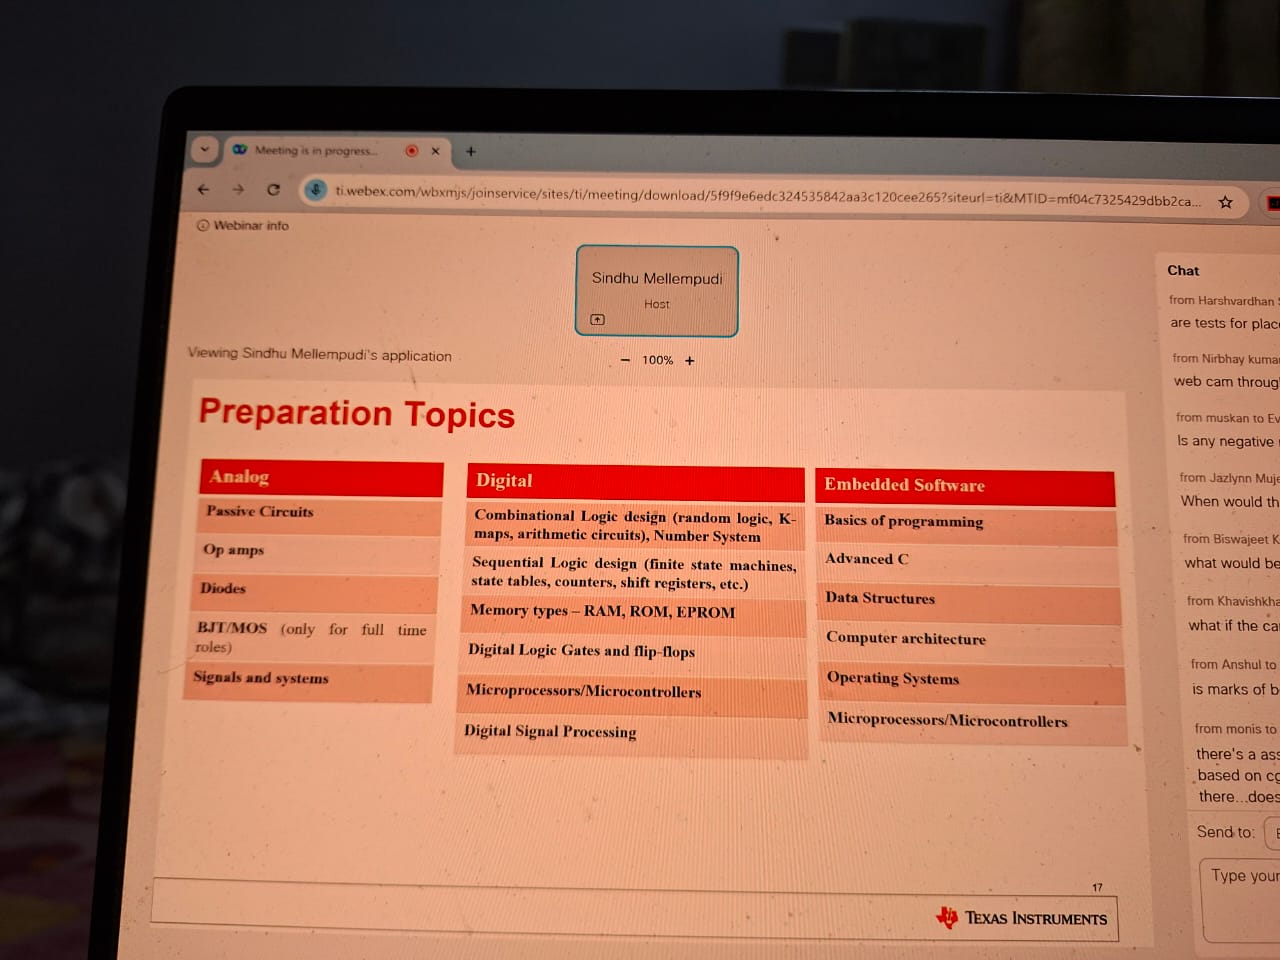 Meeting is in progress...
ti.webex.com/wbxmjs/joinservice/sites/ti/meeting/download/5f9f9e6edc324535842aa3c120cee265?siteurl=ti&MTID=mf04c7325429dbb2ca...
Webinar info
Sindhu Mellempudi
Host
Viewing Sindhu Mellempudi's application
− 100% +
Preparation Topics
Analog
Passive Circuits
Op amps
Diodes
BJT/MOS (only for full time
roles)
Signals and systems
Digital
Combinational Logic design (random logic, K-
maps, arithmetic circuits), Number System
Sequential Logic design (finite state machines,
state tables, counters, shift registers, etc.)
Memory types – RAM, ROM, EPROM
Digital Logic Gates and flip-flops
Microprocessors/Microcontrollers
Digital Signal Processing
Embedded Software
Basics of programming
Advanced C
Data Structures
Computer architecture
Operating Systems
Microprocessors/Microcontrollers
17
TEXAS INSTRUMENTS
Chat
from Harshvardhan
are tests for plac
from Nirbhay kuma
web cam throug
from muskan to Ev
Is any negative
from Jazlynn Muje
When would th
from Biswajeet K
what would be
from Khavishkha
what if the ca
from Anshul to
is marks of b
from monis to
there's a ass
based on cg
there...does
Send to:
Type your